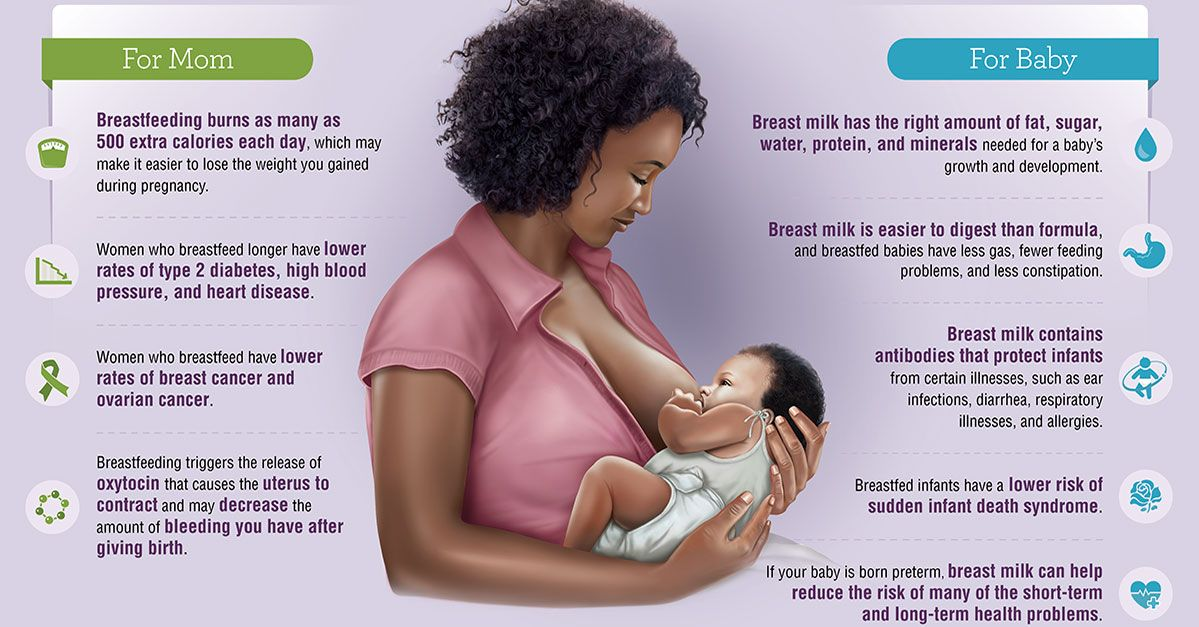 For Mom
Breastfeeding burns as many as
500 extra calories each day, which may
make it easier to lose the weight you gained
during pregnancy.
Women who breastfeed longer have lower
rates of type 2 diabetes, high blood
pressure, and heart disease.
Women who breastfeed have lower
rates of breast cancer and
ovarian cancer.
Breastfeeding triggers the release of
oxytocin that causes the uterus to
contract and may decrease the
amount of bleeding you have after
giving birth.
For Baby
Breast milk has the right amount of fat, sugar,
water, protein, and minerals needed for a baby’s
growth and development.
Breast milk is easier to digest than formula,
and breastfed babies have less gas, fewer feeding
problems, and less constipation.
Breast milk contains
antibodies that protect infants
from certain illnesses, such as ear
infections, diarrhea, respiratory
illnesses, and allergies.
Breastfed infants have a lower risk of
sudden infant death syndrome.
If your baby is born preterm, breast milk can help
reduce the risk of many of the short-term
and long-term health problems.